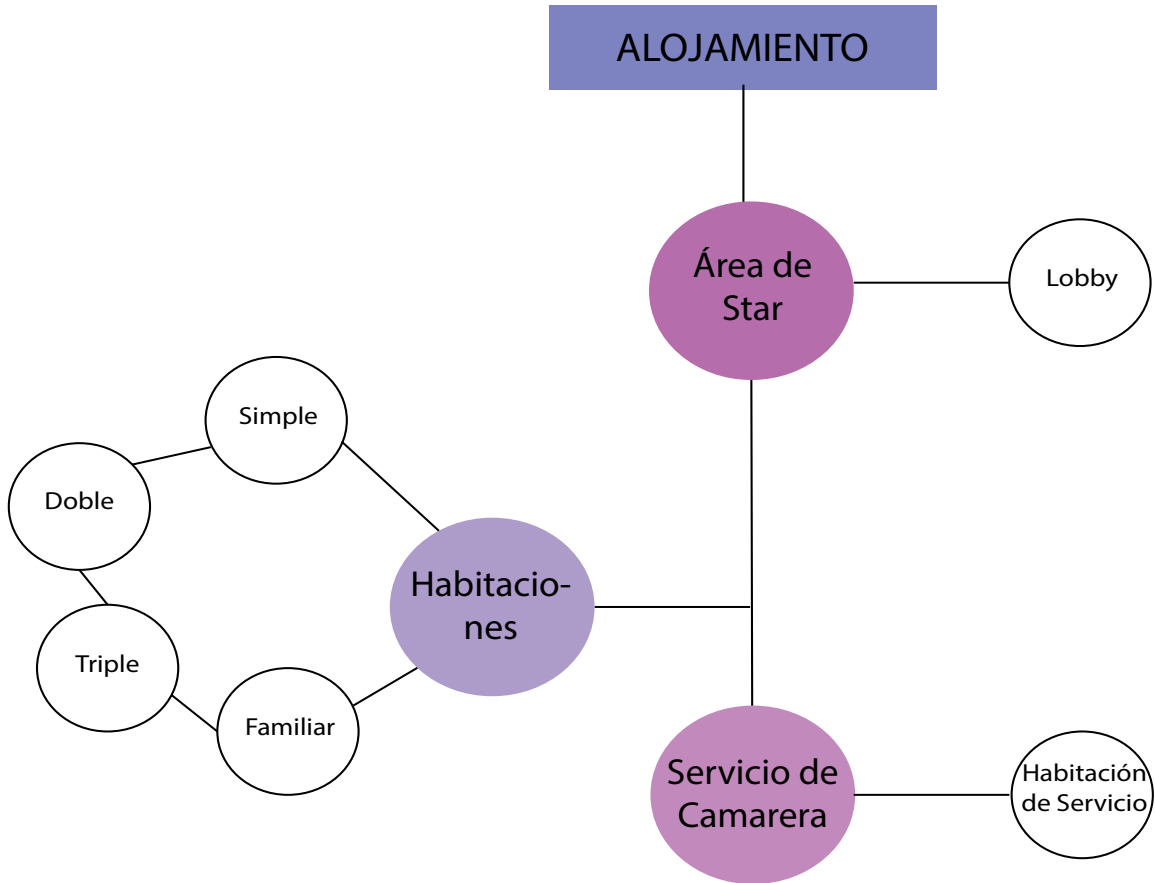 ALOJAMIENTO
Área de
Star
Lobby
Simple
Doble
Habitacio-
nes
Triple
Familiar
Servicio de
Camarera
Habitación
de Servicio